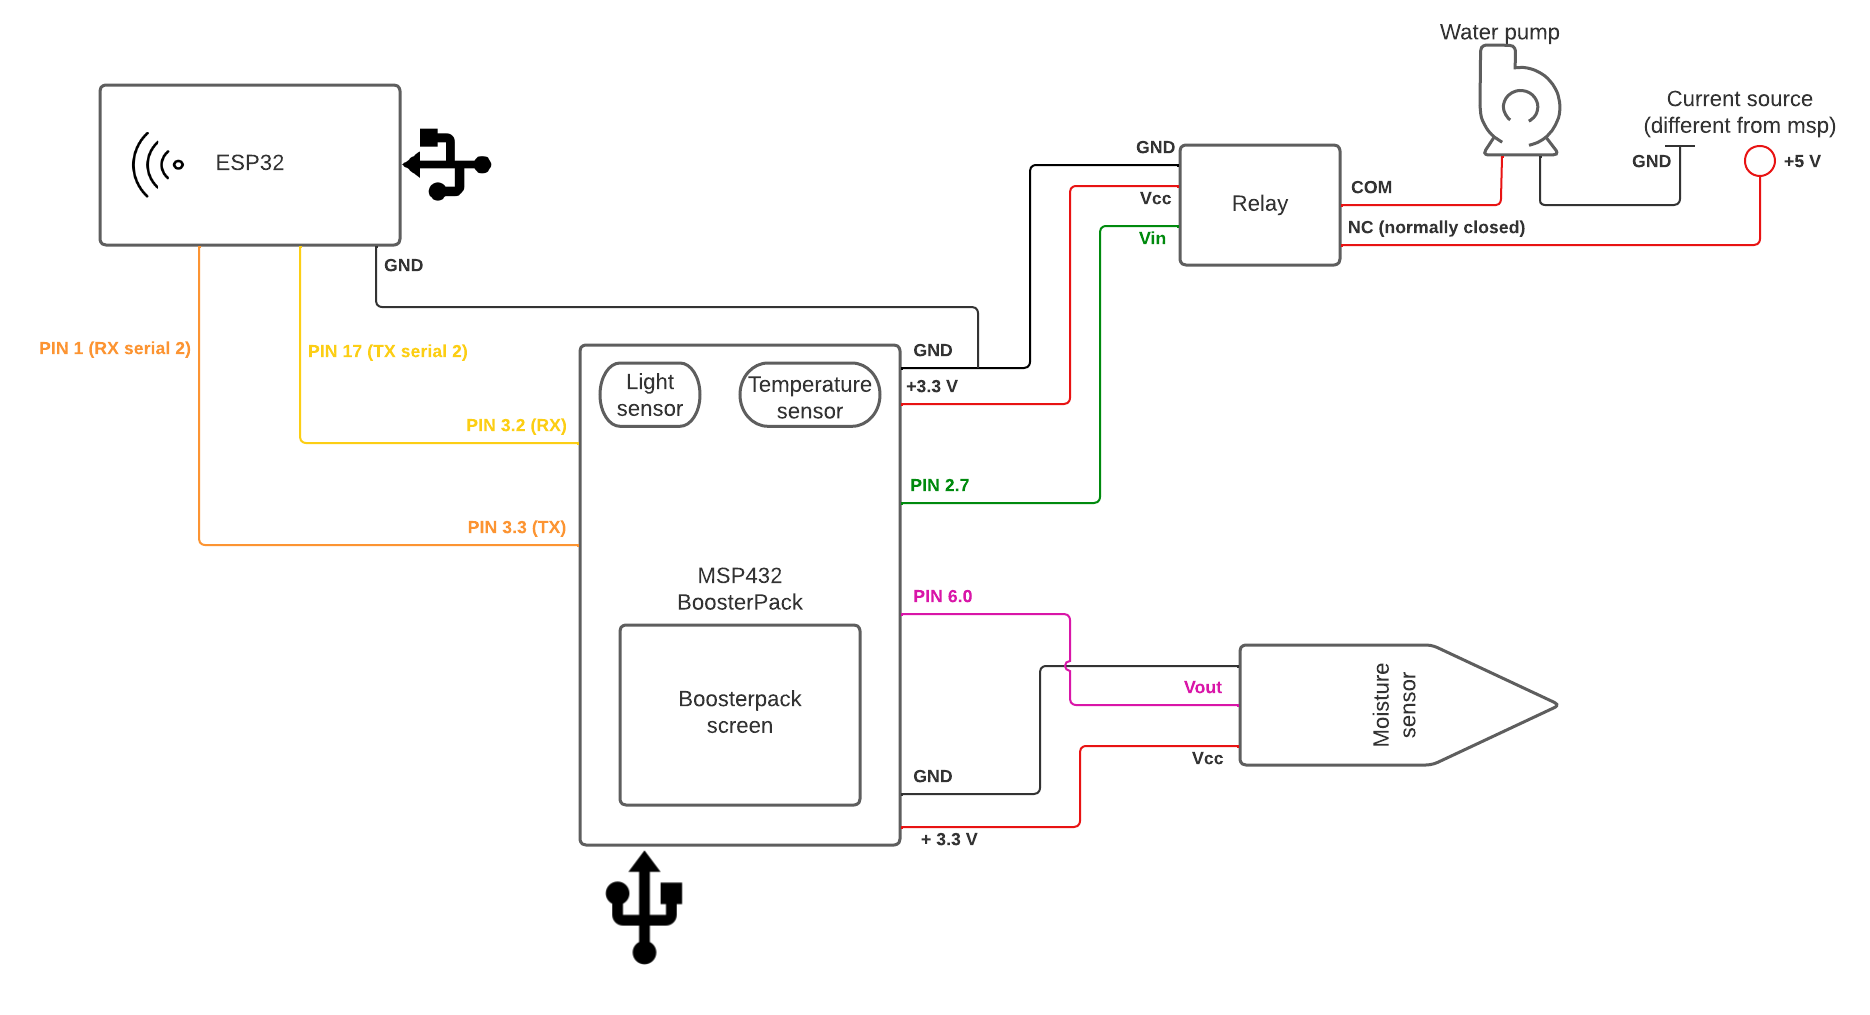 Water pump
Current source
(different from msp)
GND
+5 V
ESP32
GND
Vcc
Vin
Relay
COM
NC (normally closed)
GND
PIN 1 (RX serial 2)
PIN 17 (TX serial 2)
GND
+3.3 V
Light
sensor
Temperature
sensor
PIN 3.2 (RX)
PIN 2.7
PIN 3.3 (TX)
MSP432
BoosterPack
PIN 6.0
Boosterpack
screen
Vout
Moisture
sensor
Vcc
GND
+ 3.3 V